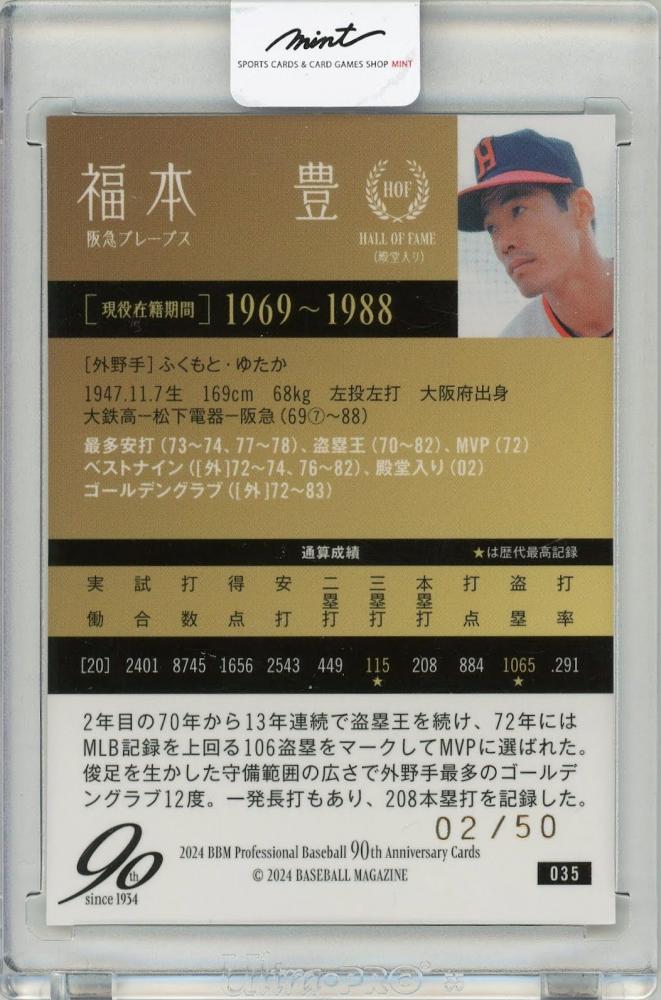 mint
SPORTS CARDS & CARD GAMES SHOP MINT
福本 豊
阪急ブレーブス
HOF
HALL OF FAME
(殿堂入り)
H
[現役在籍期間] 1969〜1988
[外野手]ふくもと・ゆたか
1947.11.7生 169cm 68kg 左投左打 大阪府出身
大鉄高ー松下電器ー阪急(69⑦〜88)
最多安打(73〜74、77〜78)、盗塁王(70〜82)、MVP(72)
ベストナイン([外]72〜74、76〜82)、殿堂入り(02)
ゴールデングラブ([外]72〜83)
通算成績 ★は歴代最高記録
実働 試合 打数 得点 安打 二塁打 三塁打 本塁打 打点 盗塁 打率
[20] 2401 8745 1656 2543 449 115 208 884 1065 .291
★ ★
2年目の70年から13年連続で盗塁王を続け、72年には
MLB記録を上回る106盗塁をマークしてMVPに選ばれた。
俊足を生かした守備範囲の広さで外野手最多のゴールデ
ングラブ12度。一発長打もあり、208本塁打を記録した。
02/50
90th
since 1934
2024 BBM Professional Baseball 90th Anniversary Cards
© 2024 BASEBALL MAGAZINE
035
Ultra•PRO®